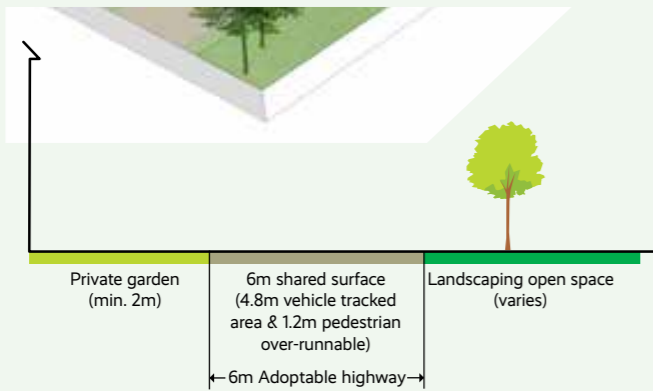 Private garden
(min. 2m)
6m shared surface
(4.8m vehicle tracked
area & 1.2m pedestrian
over-runnable)
Landscaping open space
(varies)
6m Adoptable highway